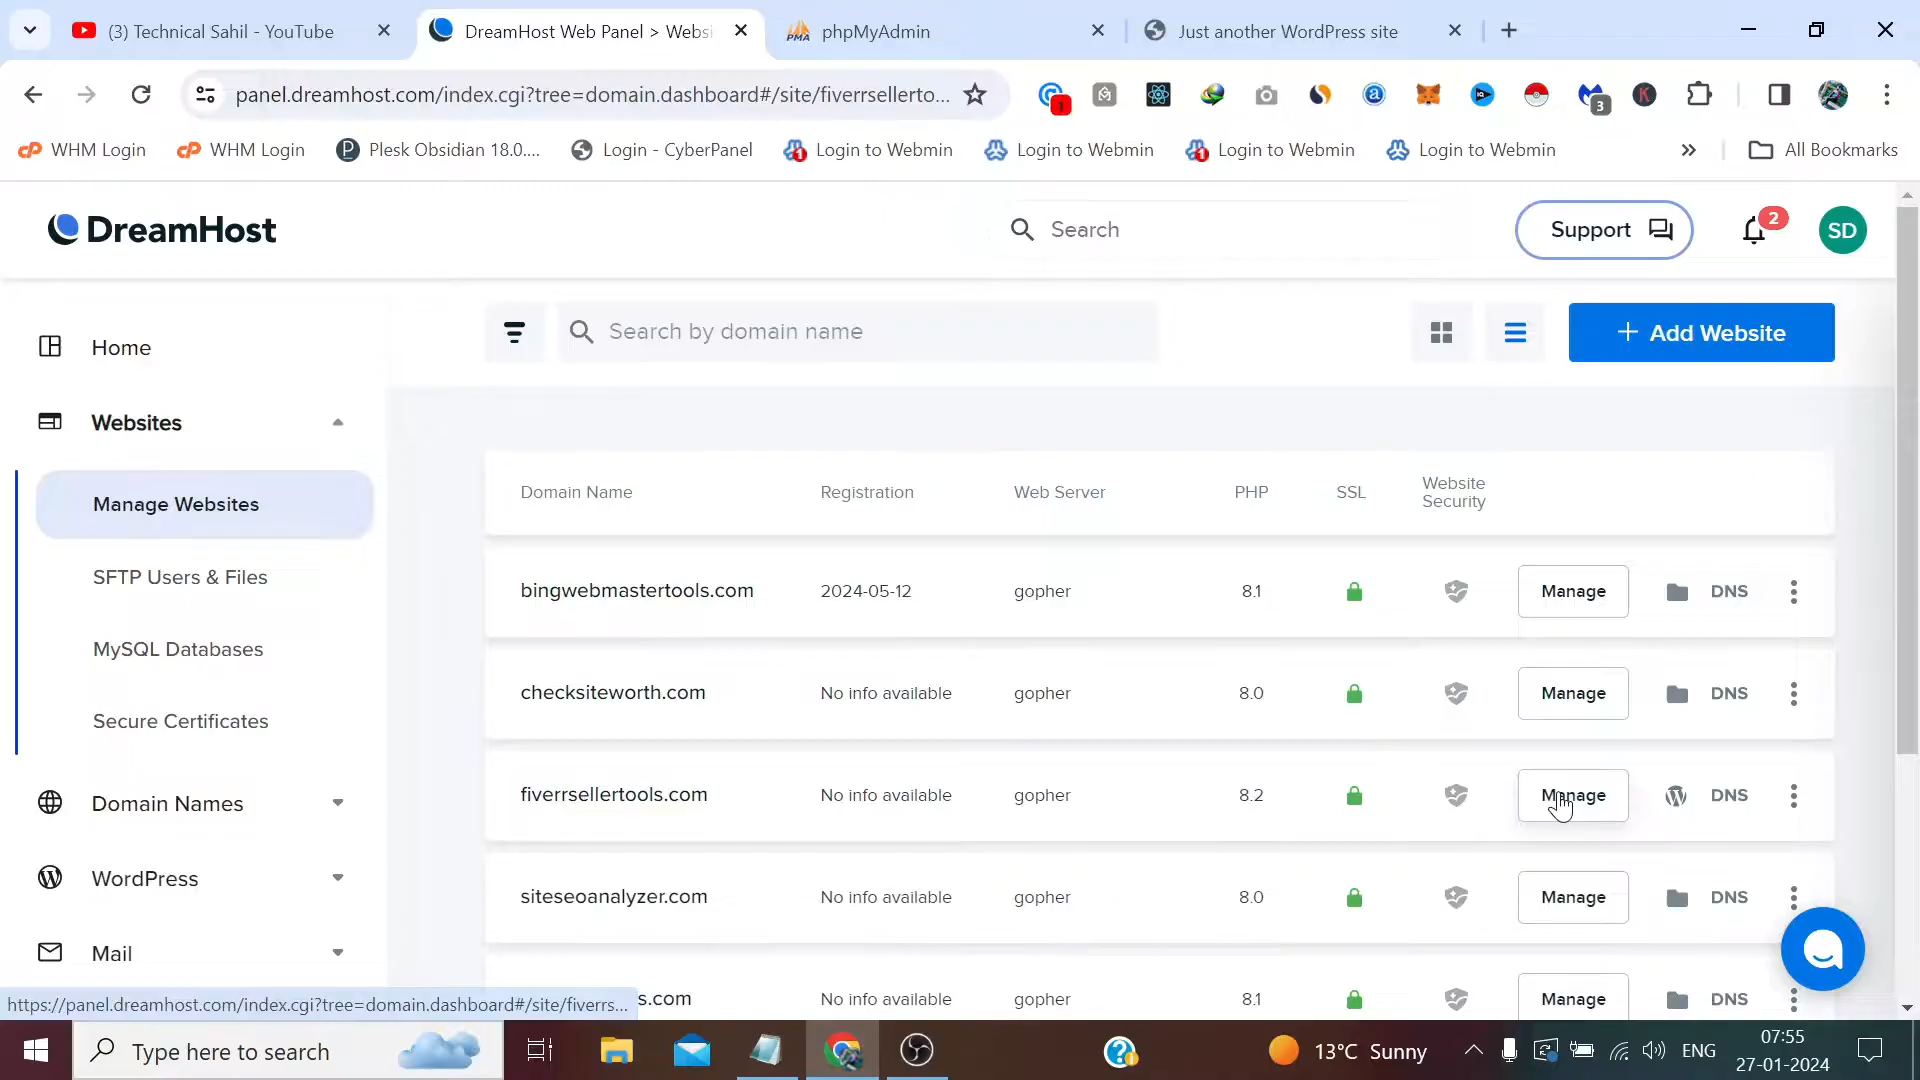 (3) Technical Sahil - YouTube
DreamHost Web Panel > Websi
phpMyAdmin
Just another WordPress site
panel.dreamhost.com/index.cgi?tree=domain.dashboard#/site/fiverrsellerto...
1
3
WHM Login
WHM Login
Plesk Obsidian 18.0....
Login - CyberPanel
Login to Webmin
Login to Webmin
Login to Webmin
Login to Webmin
»
All Bookmarks
DreamHost
Search
Support
2
SD
Home
Search by domain name
+ Add Website
Websites
Manage Websites
SFTP Users & Files
MySQL Databases
Secure Certificates
Domain Names
WordPress
Mail
Domain Name Registration Web Server PHP SSL Website Security
bingwebmastertools.com 2024-05-12 gopher 8.1 Manage DNS
checksiteworth.com No info available gopher 8.0 Manage DNS
fiverrsellertools.com No info available gopher 8.2 Manage DNS
siteseoanalyzer.com No info available gopher 8.0 Manage DNS
s.com No info available gopher 8.1 Manage DNS
https://panel.dreamhost.com/index.cgi?tree=domain.dashboard#/site/fiverrs...
Type here to search
13°C Sunny
ENG
07:55
27-01-2024